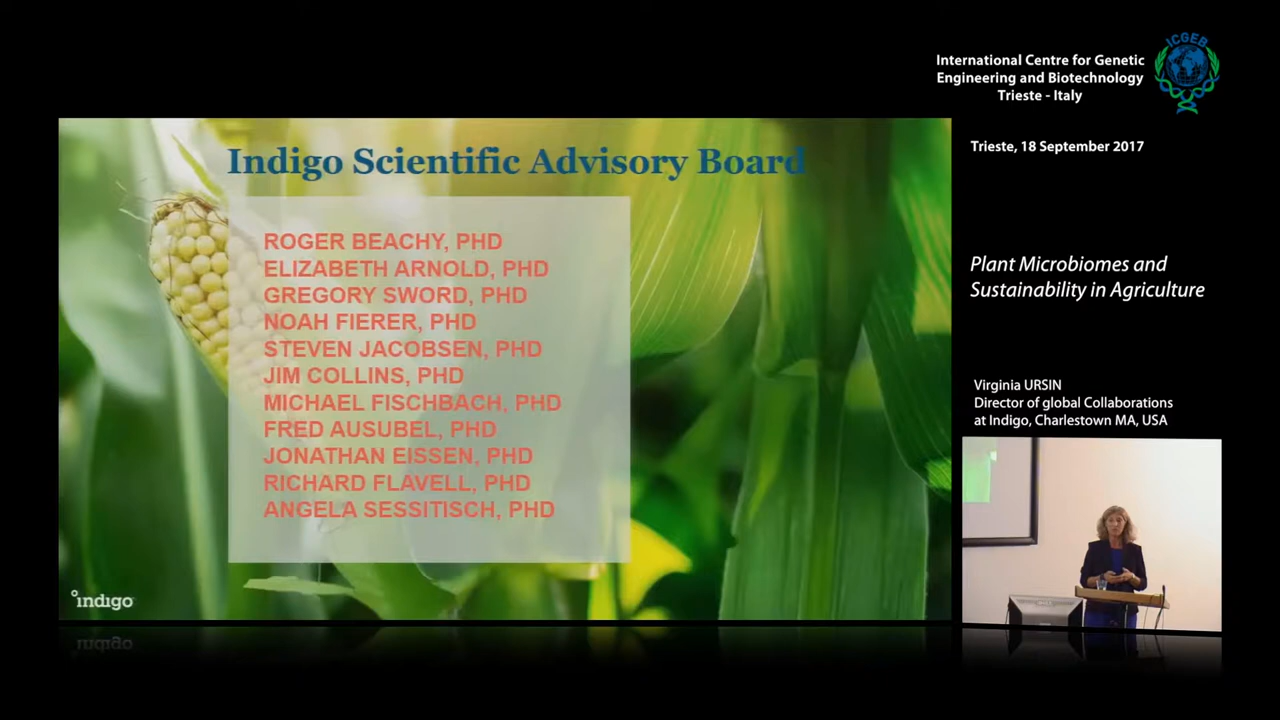 ICGEB
International Centre for Genetic
Engineering and Biotechnology
Trieste - Italy
Trieste, 18 September 2017
Indigo Scientific Advisory Board
ROGER BEACHY, PHD
ELIZABETH ARNOLD, PHD
GREGORY SWORD, PHD
NOAH FIERER, PHD
STEVEN JACOBSEN, PHD
JIM COLLINS, PHD
MICHAEL FISCHBACH, PHD
FRED AUSUBEL, PHD
JONATHAN EISSEN, PHD
RICHARD FLAVELL, PHD
ANGELA SESSITISCH, PHD
indigo
Plant Microbiomes and
Sustainability in Agriculture
Virginia URSIN
Director of global Collaborations
at Indigo, Charlestown MA, USA